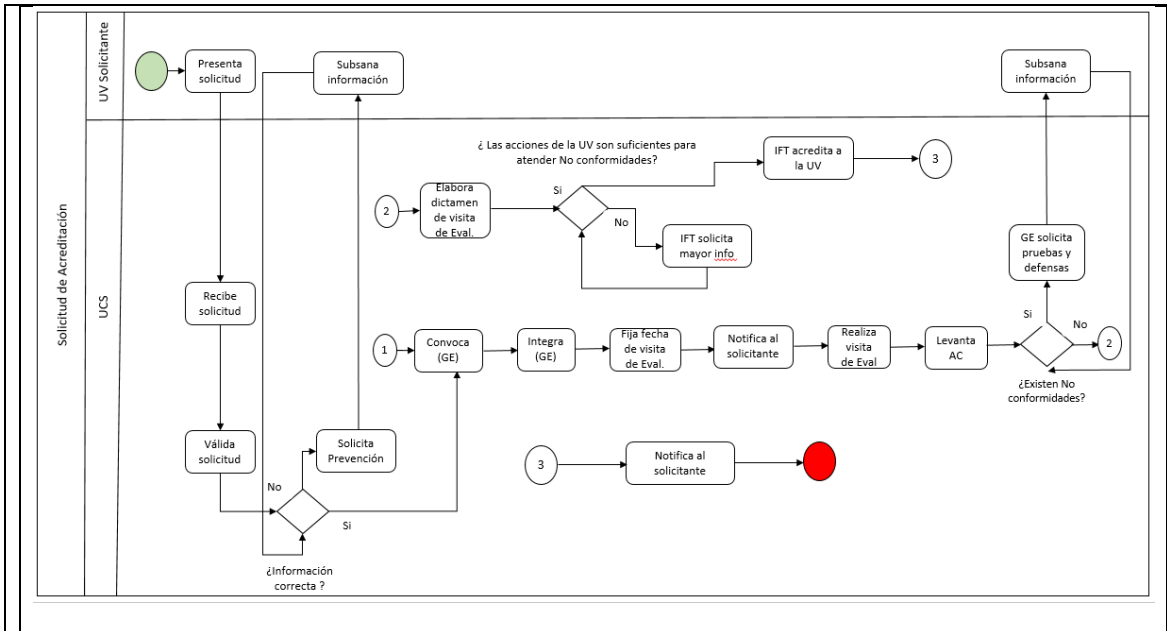 Solicitud de Acreditación
UV Solicitante
Presenta
solicitud
Subsana
información
Subsana
información
UCS
¿ Las acciones de la UV son suficientes para
atender No conformidades?
IFT acredita a
la UV
3
2
Elabora
dictamen
de visita
de Eval.
Si
No
IFT solicita
mayor info
GE solicita
pruebas y
defensas
Recibe
solicitud
1
Convoca
(GE)
Integra
(GE)
Fija fecha
de visita
de Eval.
Notifica al
solicitante
Realiza
visita
de Eval
Levanta
AC
Si
No
2
¿Existen No
conformidades?
Válida
solicitud
Solicita
Prevención
3
Notifica al
solicitante
No
Si
¿Información
correcta ?